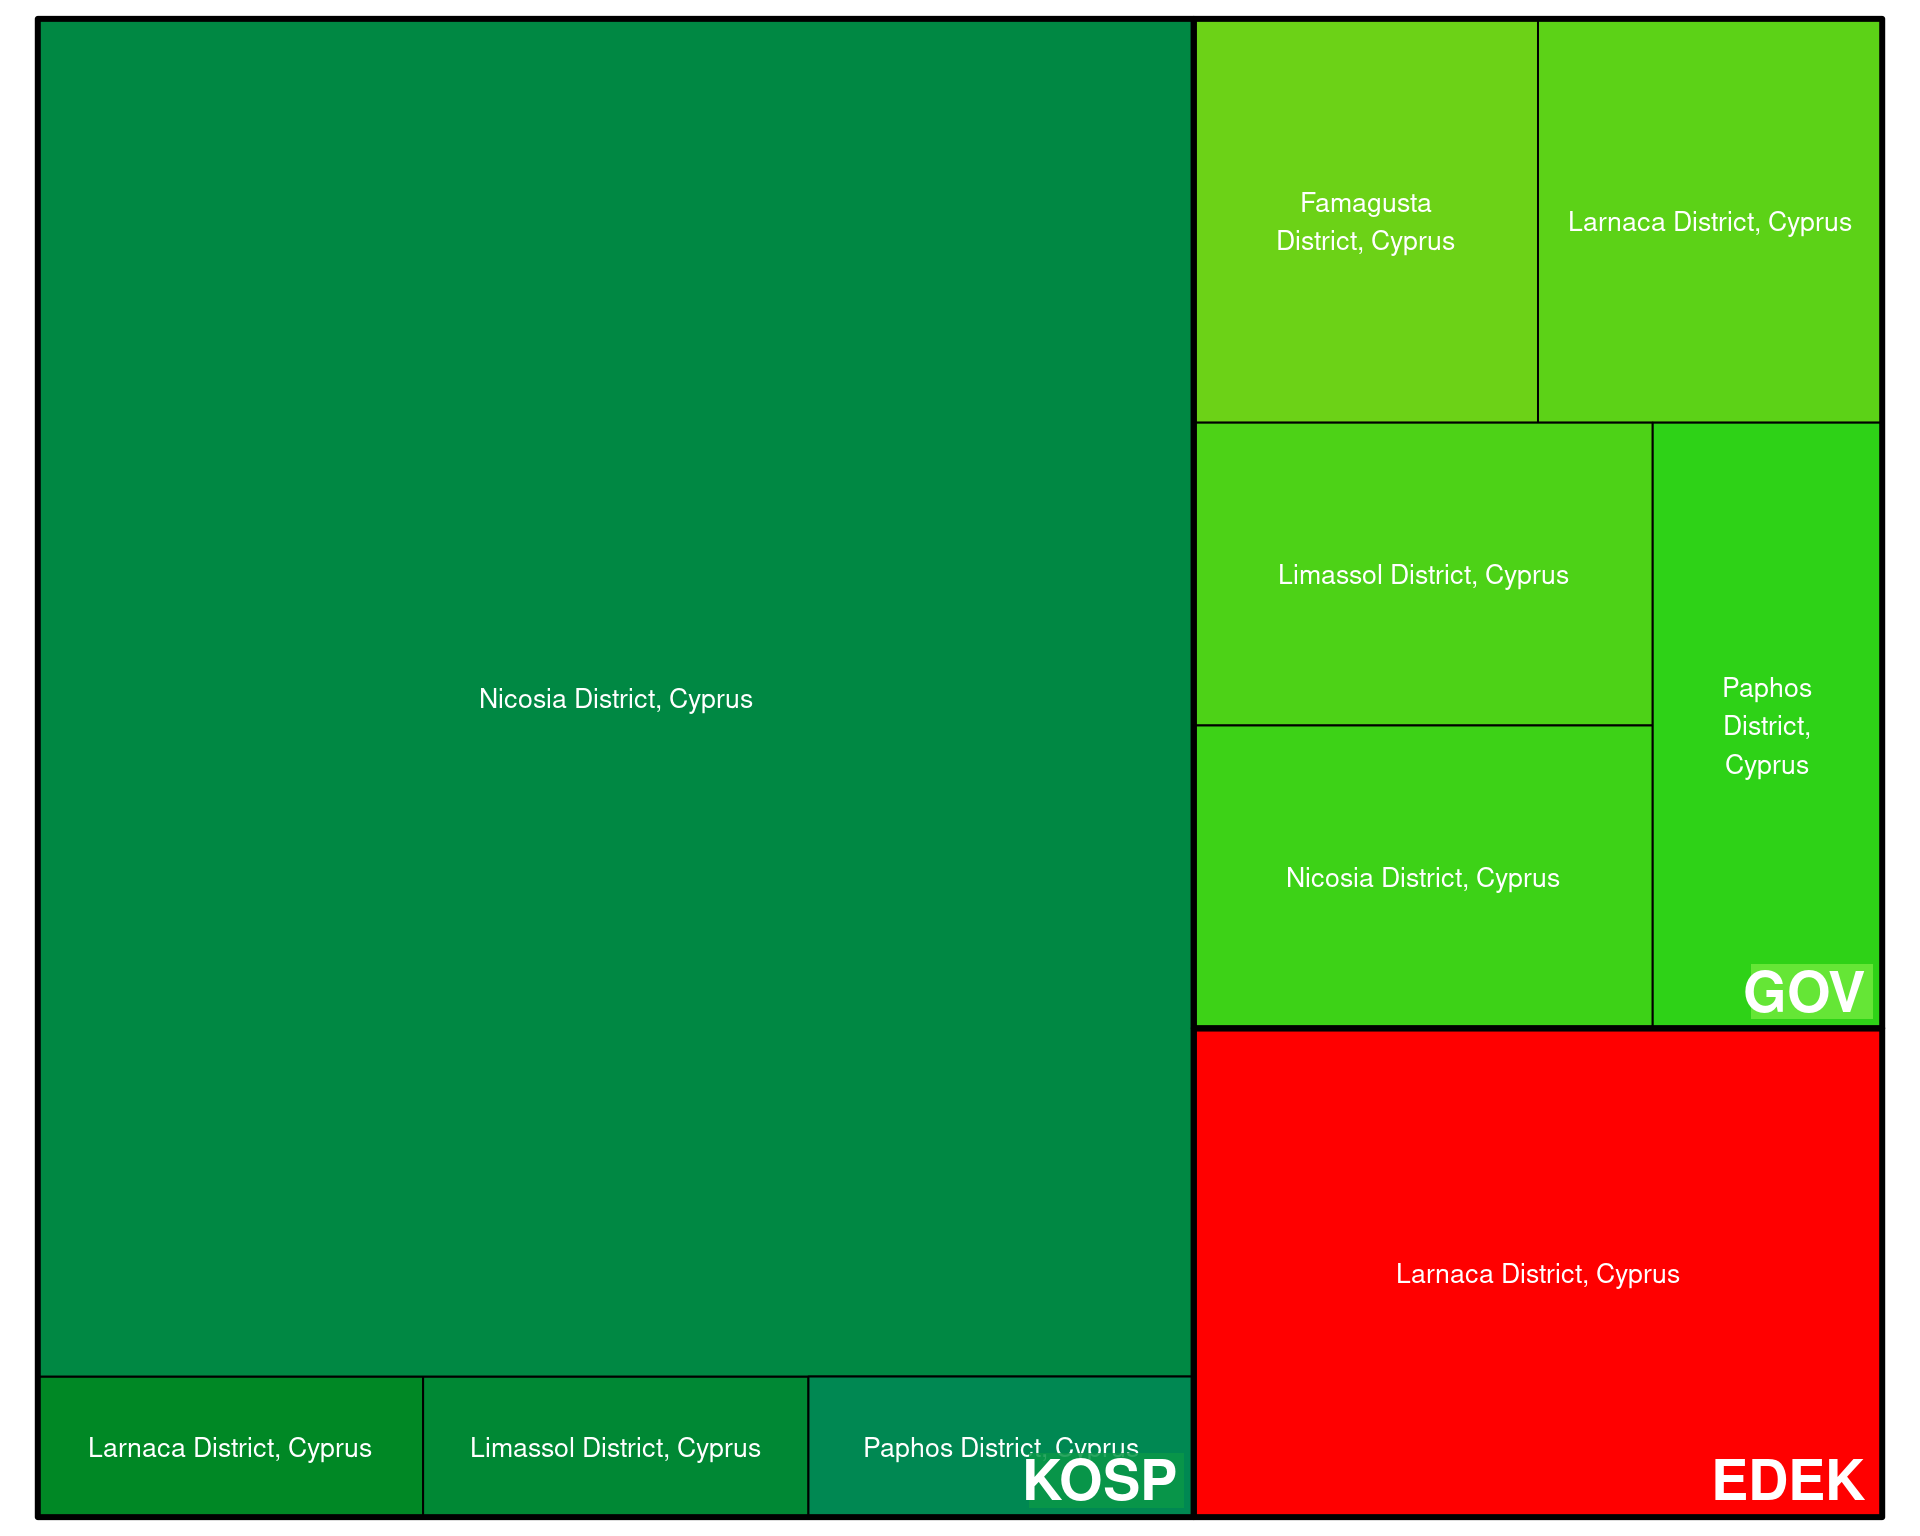 Nicosia District, Cyprus
Larnaca District, Cyprus
Limassol District, Cyprus
Paphos District, Cyprus
KOSP
Famagusta
District, Cyprus
Larnaca District, Cyprus
Limassol District, Cyprus
Nicosia District, Cyprus
Paphos
District,
Cyprus
GOV
Larnaca District, Cyprus
EDEK